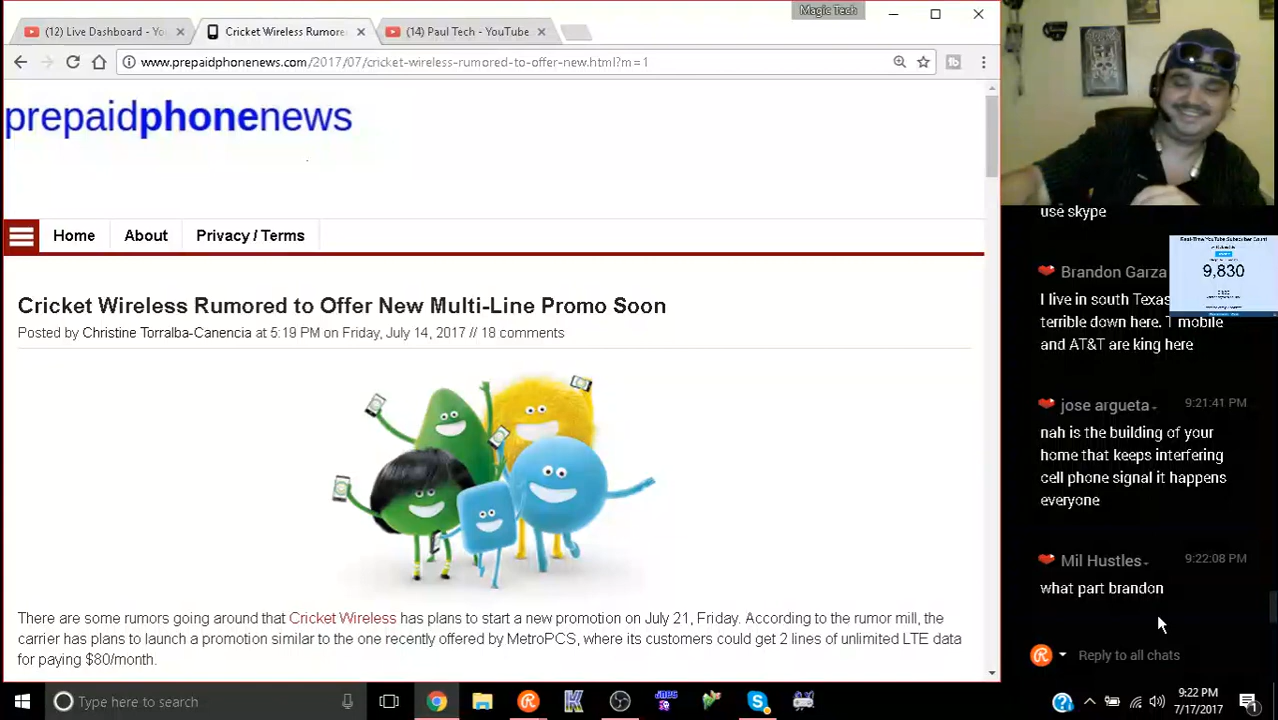 Magic Tech
(12) Live Dashboard - Yo
Cricket Wireless Rumore
(14) Paul Tech - YouTube
www.prepaidphonenews.com/2017/07/cricket-wireless-rumored-to-offer-new.html?m=1
prepaidphonenews
Home
About
Privacy / Terms
Cricket Wireless Rumored to Offer New Multi-Line Promo Soon
Posted by Christine Torralba-Canencia at 5:19 PM on Friday, July 14, 2017 // 18 comments
There are some rumors going around that Cricket Wireless has plans to start a new promotion on July 21, Friday. According to the rumor mill, the
carrier has plans to launch a promotion similar to the one recently offered by MetroPCS, where its customers could get 2 lines of unlimited LTE data
for paying $80/month.
use skype
Real-Time YouTube Subscriber Count
9,830
Brandon Garza
I live in south Texas
terrible down here. T mobile
and AT&T are king here
jose argueta
9:21:41 PM
nah is the building of your
home that keeps interfering
cell phone signal it happens
everyone
Mil Hustles
9:22:08 PM
what part brandon
Reply to all chats
Type here to search
9:22 PM
7/17/2017